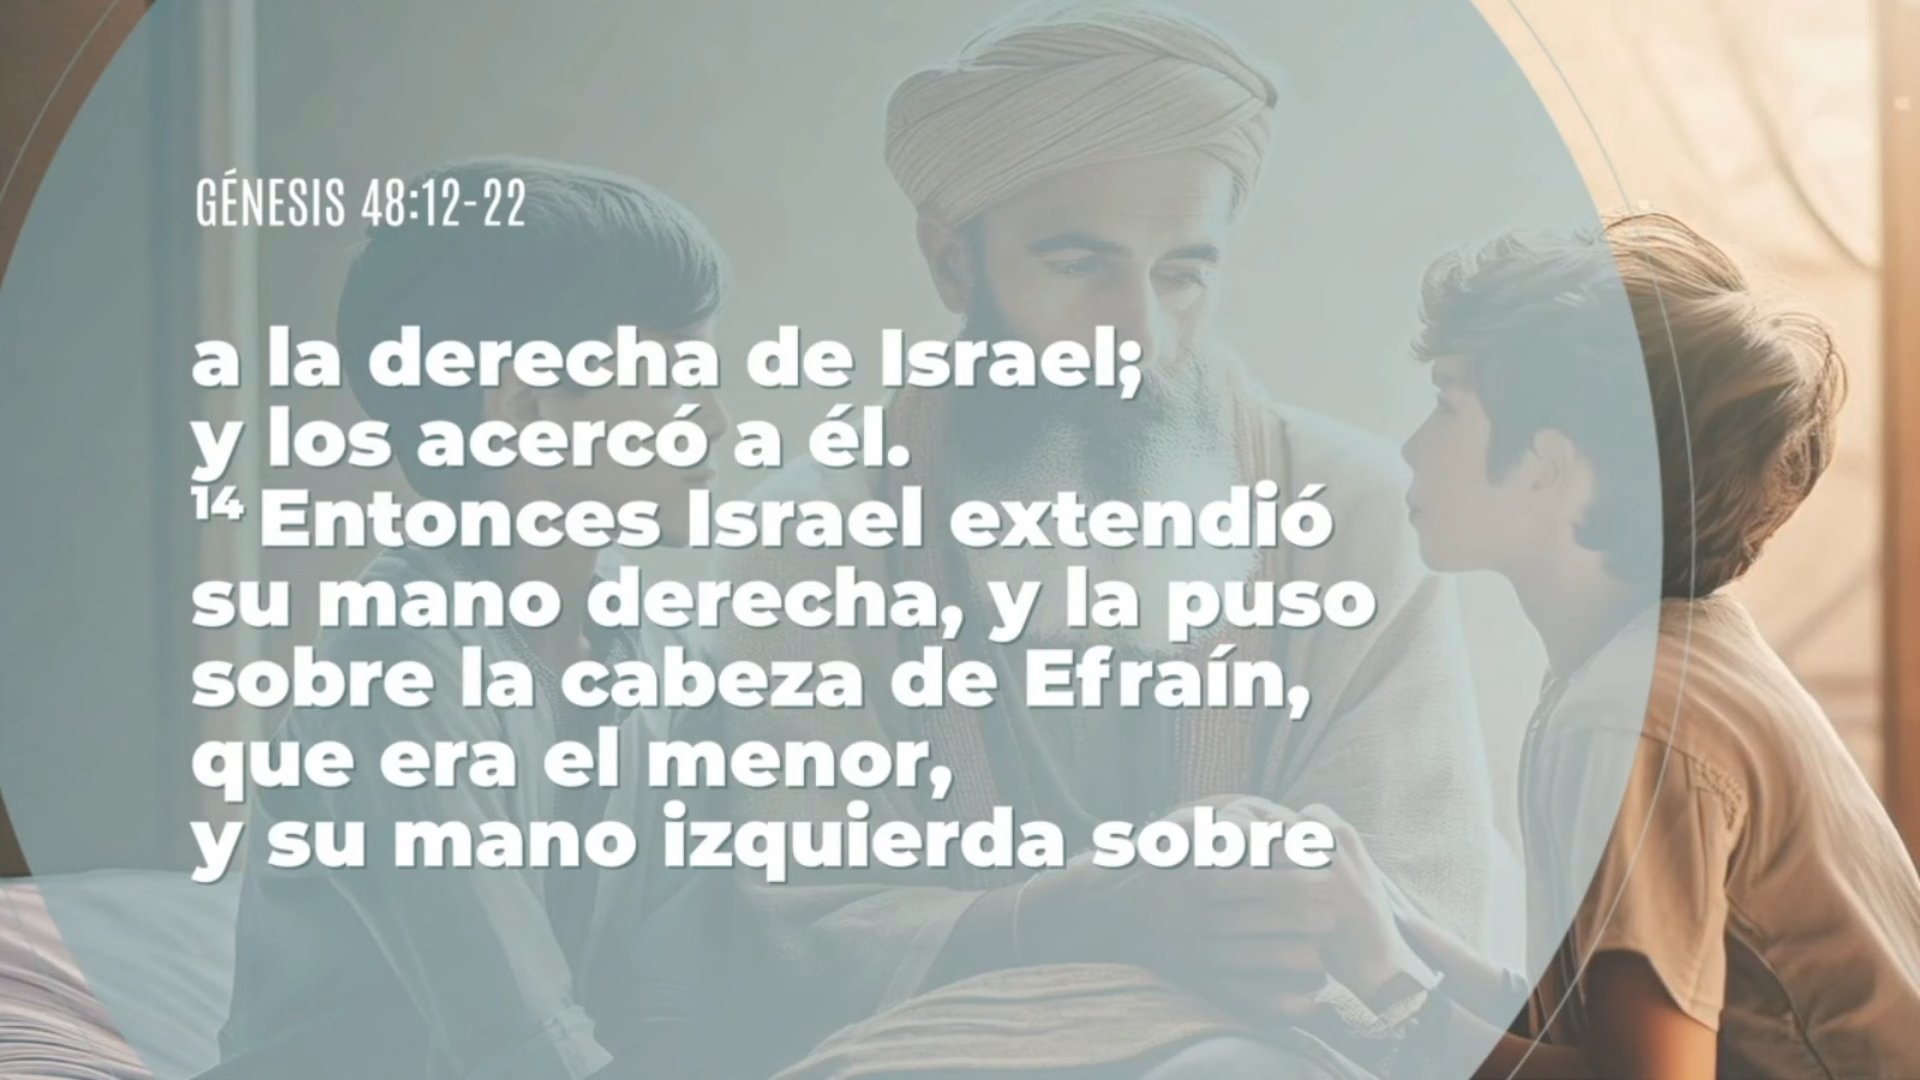 GÉNESIS 48:12-22
a la derecha de Israel;
y los acercó a él.
14 Entonces Israel extendió
su mano derecha, y la puso
sobre la cabeza de Efraín,
que era el menor,
y su mano izquierda sobre